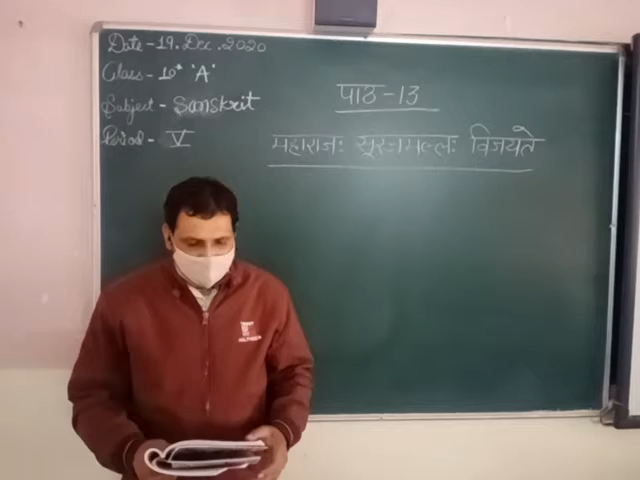 Date - 19. Dec. 2020
Class - 10th 'A'
Subject - Sanskrit
Period - V
पाठ - 13
महाराजः सूरजमल्लः विजयते